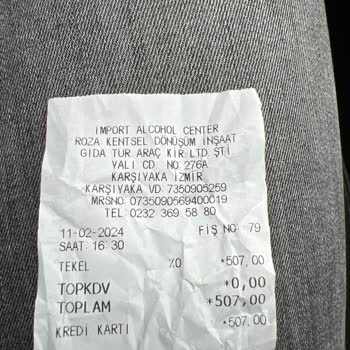 IMPORT ALCOHOL CENTER
ROZA KENTSEL DÖNÜŞÜM İNŞAAT
GIDA TUR ARAÇ KİR LTD ŞTİ
YALI CD. NO:276A
KARŞIYAKA İZMİR
KARŞIYAKA VD 7350905259
MRSNO 0735090569400019
TEL:0232 369 58 80
11-02-2024 FİŞ NO: 79
SAAT: 16:30
TEKEL %0 *507,00
TOPKDV *0,00
TOPLAM *507,00
KREDİ KARTI *507,00